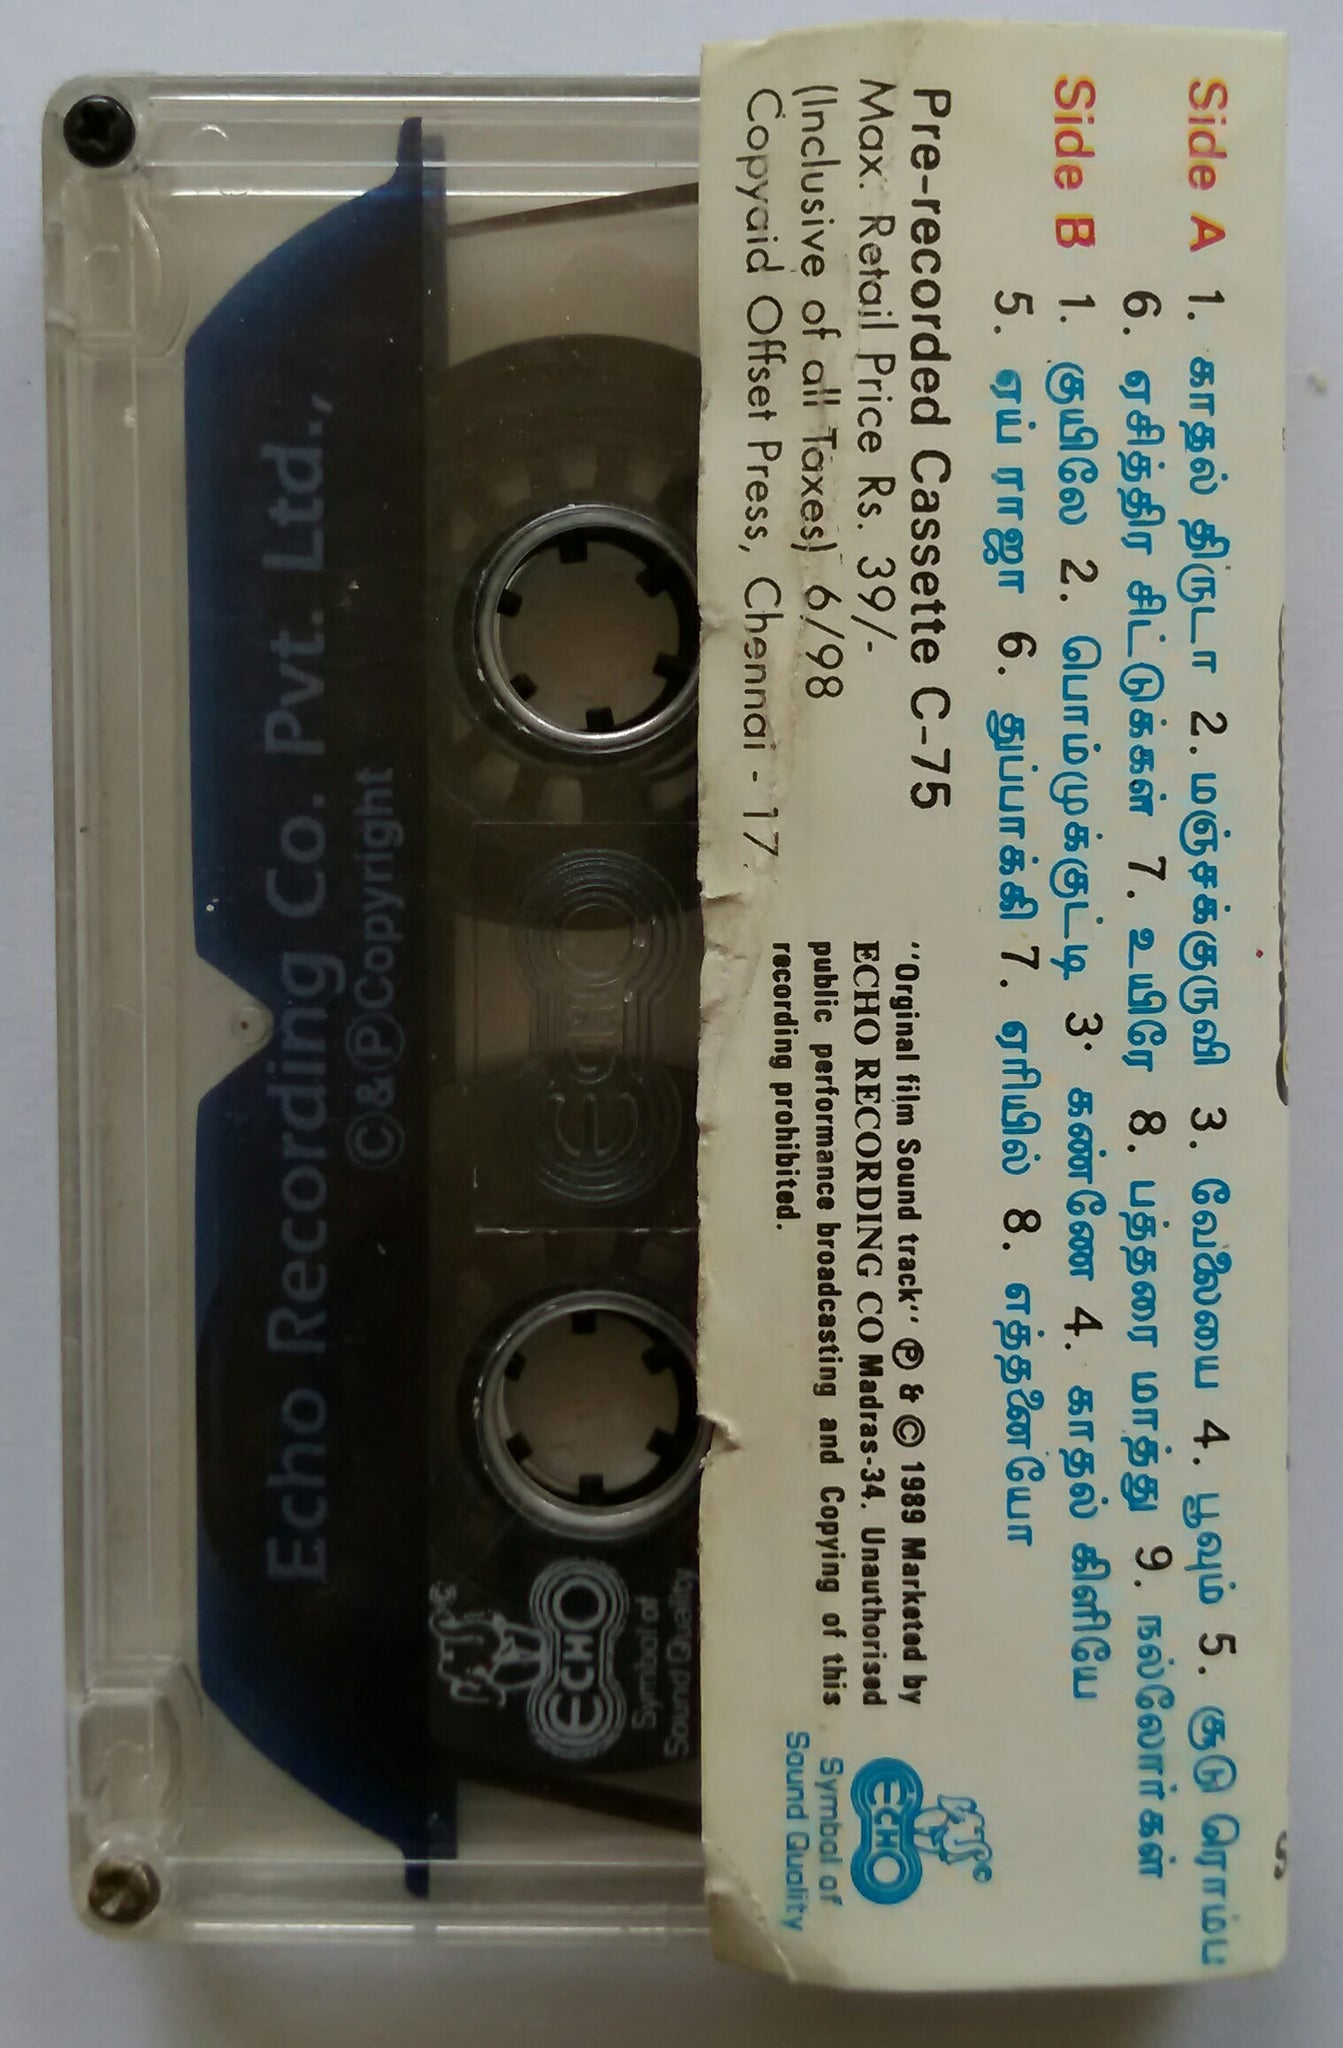 Side A 1. காதல் திருடா 2. மஞ்சக்குருவி 3. வேலையை 4. பூவும் 5. சூடு ரொம்ப
6. ஏசித்திர சிட்டுக்கள் 7. உயிரே 8. பத்தரை மாத்து 9. நல்லோர்கள்
Side B 1. குயிலே 2. பொம்முக்குட்டி 3. கண்ணே 4. காதல் கிளியே
5. ஏய் ராஜா 6. துப்பாக்கி 7. ஏரியில் 8. எத்தனையோ
Pre-recorded Cassette C-75
Max. Retail Price Rs. 39/-
(Inclusive of all Taxes) 6/98
Copyaid Offset Press, Chennai - 17.
''Orginal film Sound track'' Ⓟ & © 1989 Marketed by
ECHO RECORDING CO Madras-34. Unauthorised
public performance broadcasting and Copying of this
recording prohibited.
©
ECHO
Symbol of
Sound Quality
ECHO
©
ECHO
Symbol of
Sound Quality
©&ⓅCopyright
Echo Recording Co. Pvt. Ltd.,